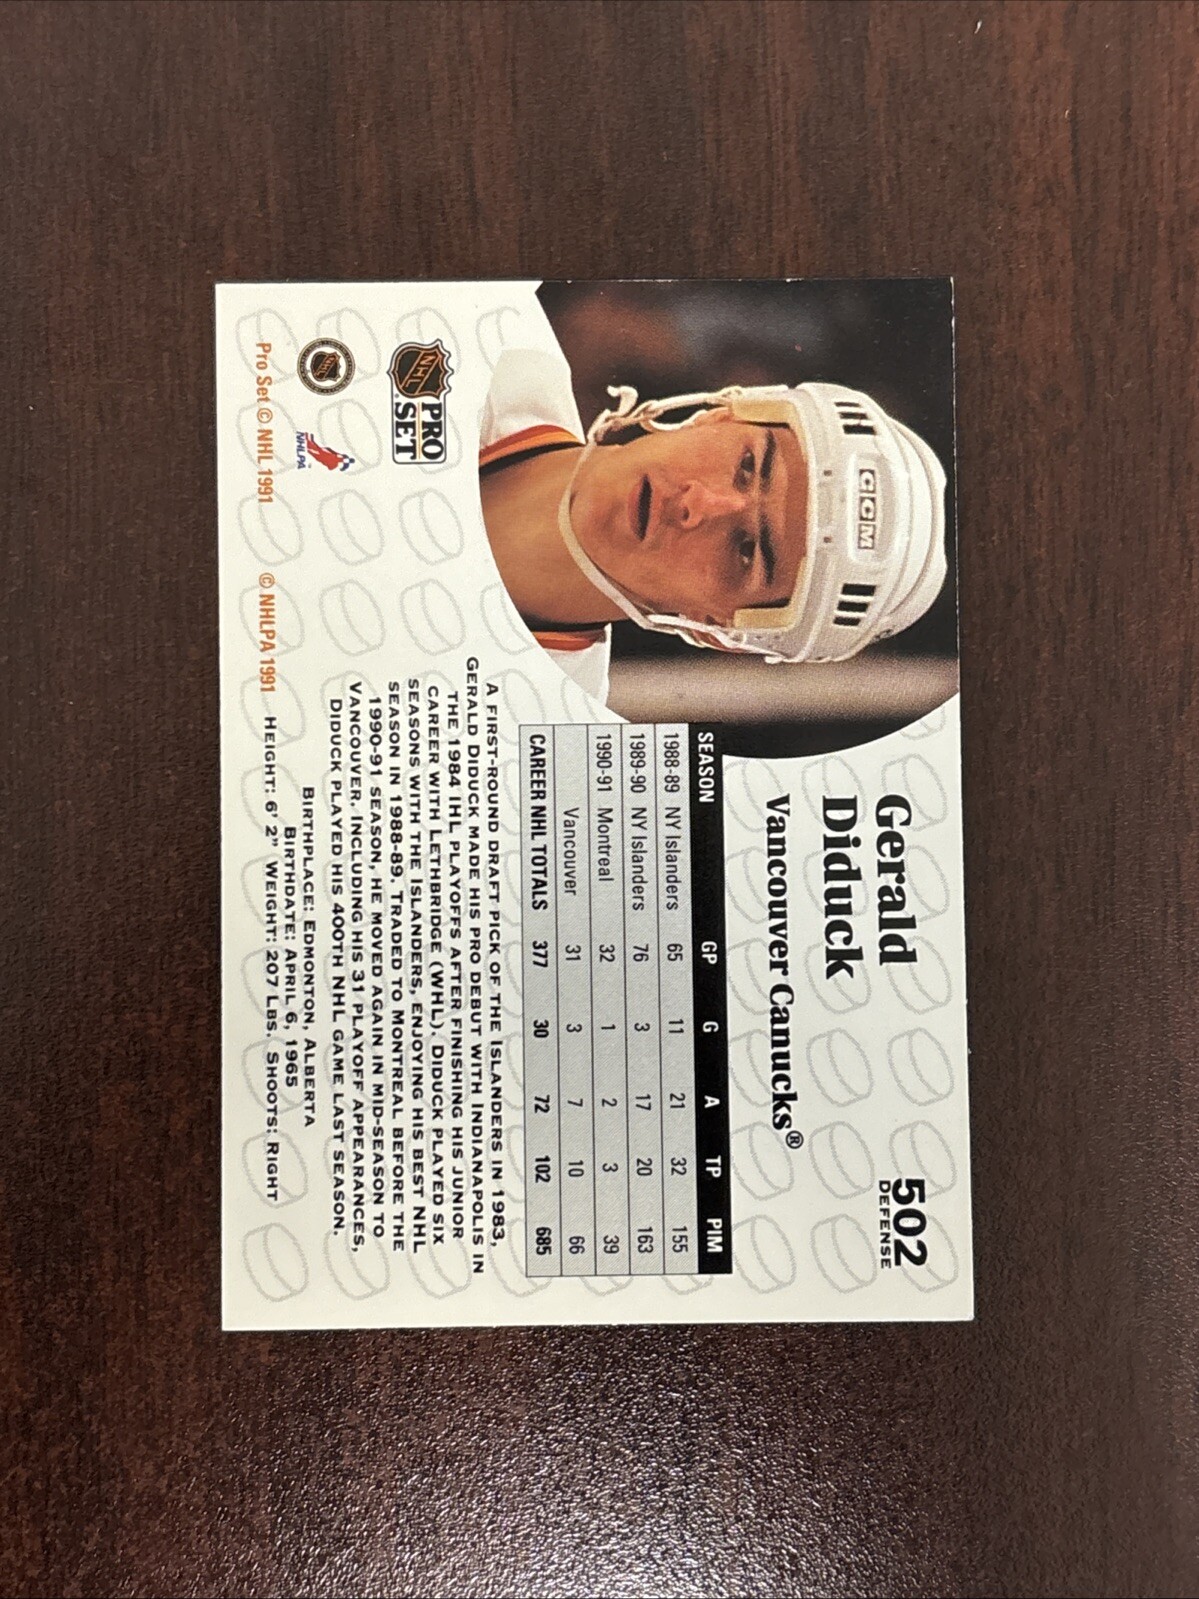 502
DEFENSE
Gerald
Diduck
Vancouver Canucks®
CCM
SEASON GP G A TP PIM
1988-89 NY Islanders 65 11 21 32 155
1989-90 NY Islanders 76 3 17 20 163
1990-91 Montreal 32 1 2 3 39
Vancouver 31 3 7 10 66
CAREER NHL TOTALS 377 30 72 102 685
A FIRST-ROUND DRAFT PICK OF THE ISLANDERS IN 1983,
GERALD DIDUCK MADE HIS PRO DEBUT WITH INDIANAPOLIS IN
THE 1984 IHL PLAYOFFS AFTER FINISHING HIS JUNIOR
CAREER WITH LETHBRIDGE (WHL). DIDUCK PLAYED SIX
SEASONS WITH THE ISLANDERS, ENJOYING HIS BEST NHL
SEASON IN 1988-89. TRADED TO MONTREAL BEFORE THE
1990-91 SEASON, HE MOVED AGAIN IN MID-SEASON TO
VANCOUVER. INCLUDING HIS 31 PLAYOFF APPEARANCES,
DIDUCK PLAYED HIS 400TH NHL GAME LAST SEASON.
BIRTHPLACE: EDMONTON, ALBERTA
BIRTHDATE: APRIL 6, 1965
HEIGHT: 6' 2" WEIGHT: 207 LBS. SHOOTS: RIGHT
NHL PRO
SET
NHL
NHLPA
Pro Set © NHL 1991 © NHLPA 1991